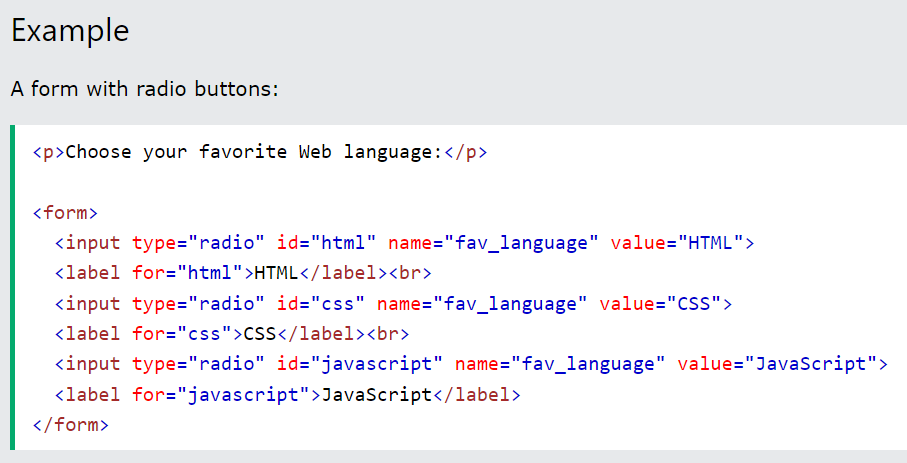 Example
A form with radio buttons:
<p>Choose your favorite Web language:</p>
<form>
<input type="radio" id="html" name="fav_language" value="HTML">
<label for="html">HTML</label><br>
<input type="radio" id="css" name="fav_language" value="CSS">
<label for="css">CSS</label><br>
<input type="radio" id="javascript" name="fav_language" value="JavaScript">
<label for="javascript">JavaScript</label>
</form>